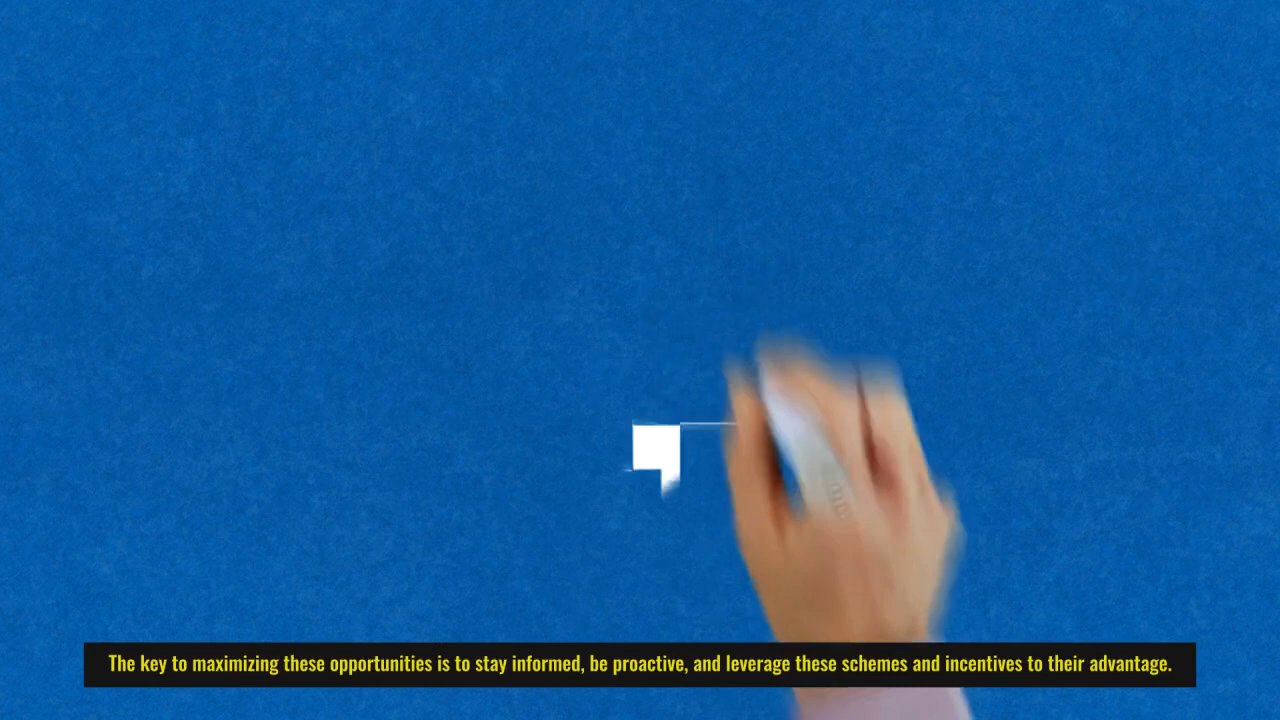 The key to maximizing these opportunities is to stay informed, be proactive, and leverage these schemes and incentives to their advantage.